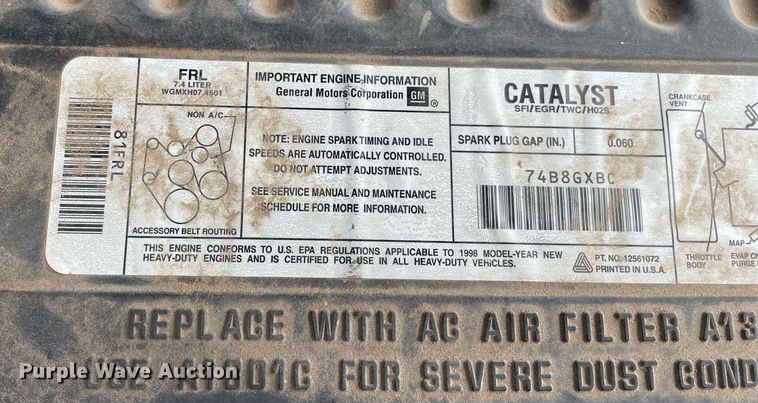 81FRL
FRL
7.4 LITER
WGMXH07.4501
NON A/C
ACCESSORY BELT ROUTING
IMPORTANT ENGINE INFORMATION
General Motors Corporation GM ®
NOTE: ENGINE SPARK TIMING AND IDLE
SPEEDS ARE AUTOMATICALLY CONTROLLED.
DO NOT ATTEMPT ADJUSTMENTS.
SEE SERVICE MANUAL AND MAINTENANCE
SCHEDULE FOR MORE INFORMATION.
CATALYST
SFI/EGR/TWC/HO2S
SPARK PLUG GAP (IN.) 0.060
74B8GXBC
CRANKCASE
VENT
MAP
THROTTLE
BODY
EVAP
PURGE
THIS ENGINE CONFORMS TO U.S. EPA REGULATIONS APPLICABLE TO 1998 MODEL-YEAR NEW
HEAVY-DUTY ENGINES AND IS CERTIFIED FOR USE IN ALL HEAVY-DUTY VEHICLES.
PT. NO. 12561072
PRINTED IN U.S.A.
REPLACE WITH AC AIR FILTER A13
USE A1301C FOR SEVERE DUST COND
Purple Wave Auction